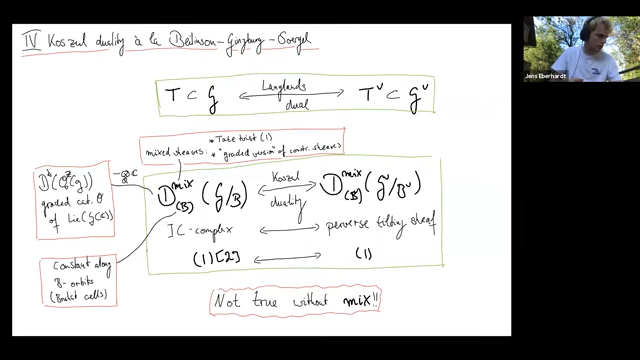 IV Koszul duality à la Beilinson-Ginzburg-Soergel
Jens Eberhardt
T ⊂ G ⟷ T^∨ ⊂ G^∨
Langlands
dual
* Tate twist (1)
mixed sheaves: * "graded version" of constr. sheaves
D^b(O^ℤ(g))
graded cat. O
of Lie(G(ℂ))
-⊗ℂ
ℚ
D^mix_(B)(G/B) ⟷ D^mix_(B)(G^∨/B^∨)
Koszul
duality
IC-complex ⟷ perverse tilting sheaf
(1)[2] ⟷ (1)
Constant along
B-orbits
(Bruhat cells)
Not true without mix!!